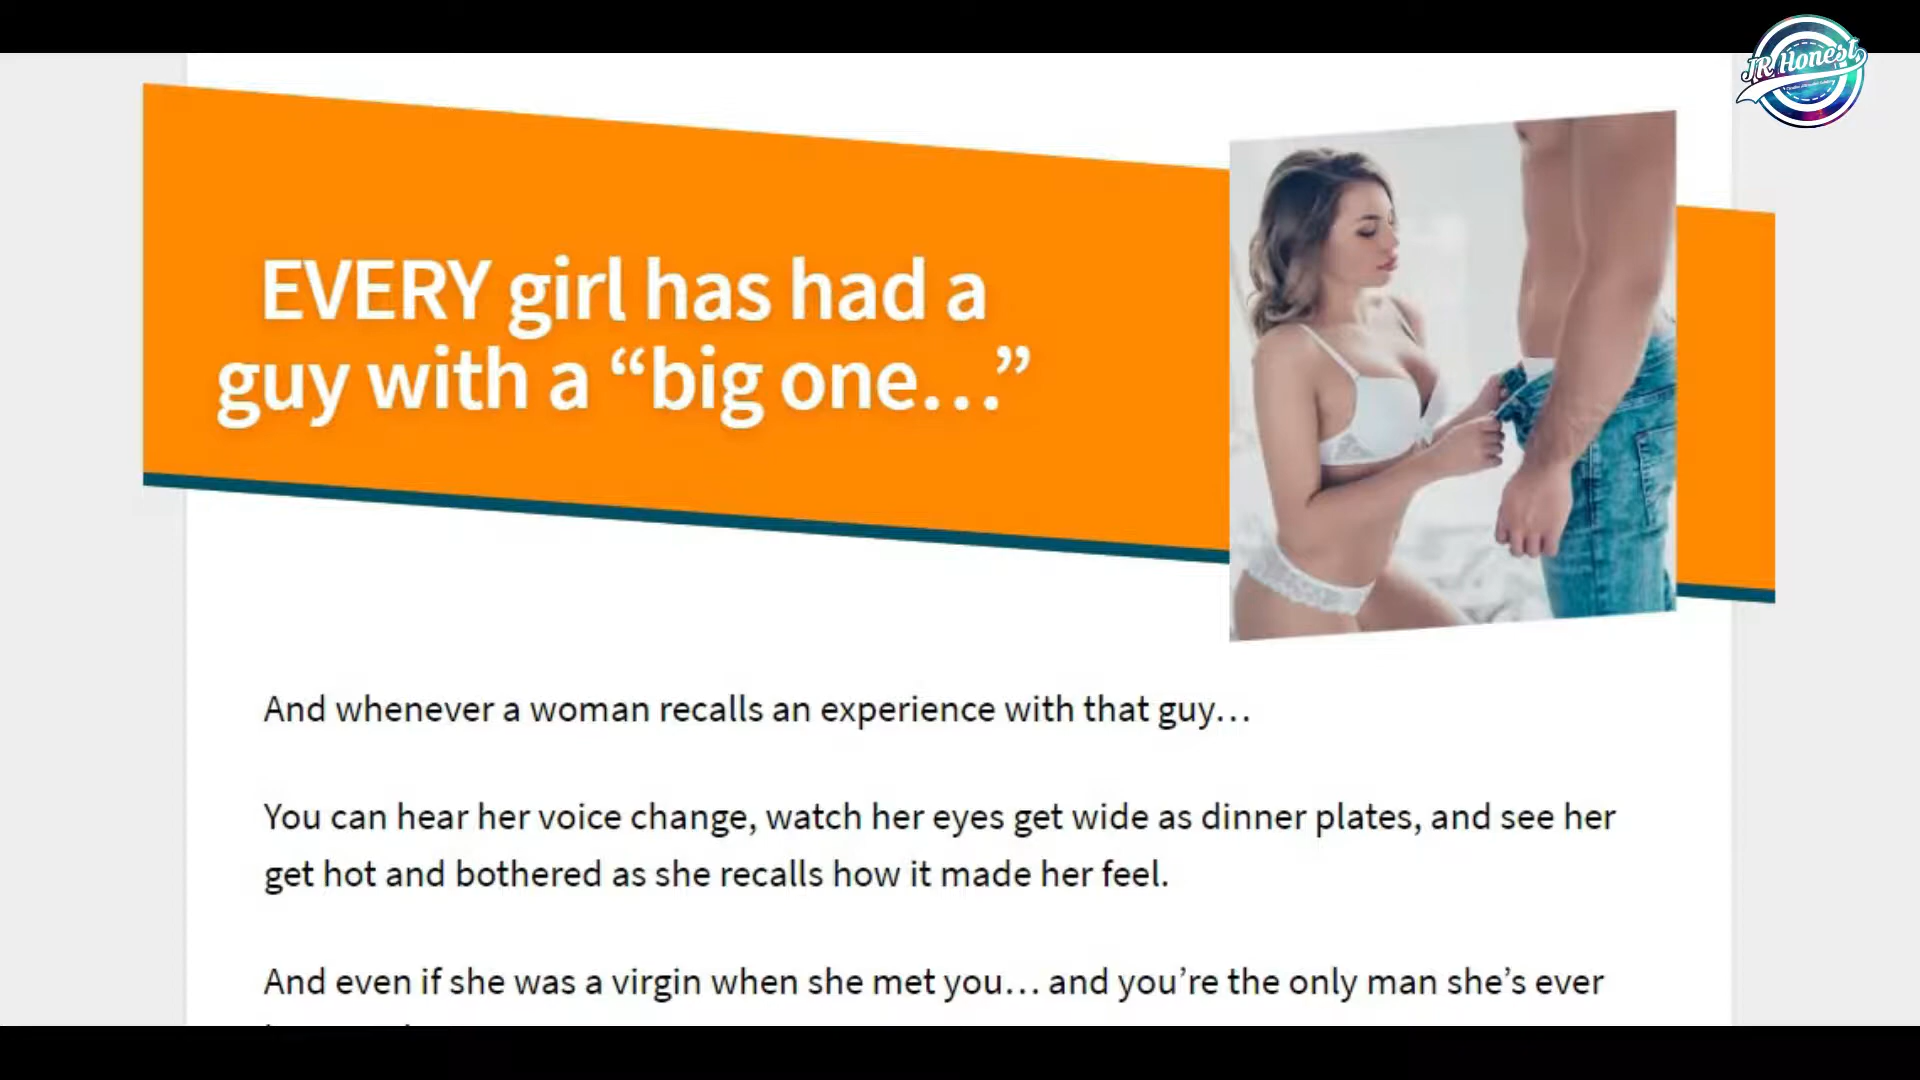 JR Honest
EVERY girl has had a
guy with a “big one…”
And whenever a woman recalls an experience with that guy…
You can hear her voice change, watch her eyes get wide as dinner plates, and see her
get hot and bothered as she recalls how it made her feel.
And even if she was a virgin when she met you… and you’re the only man she’s ever